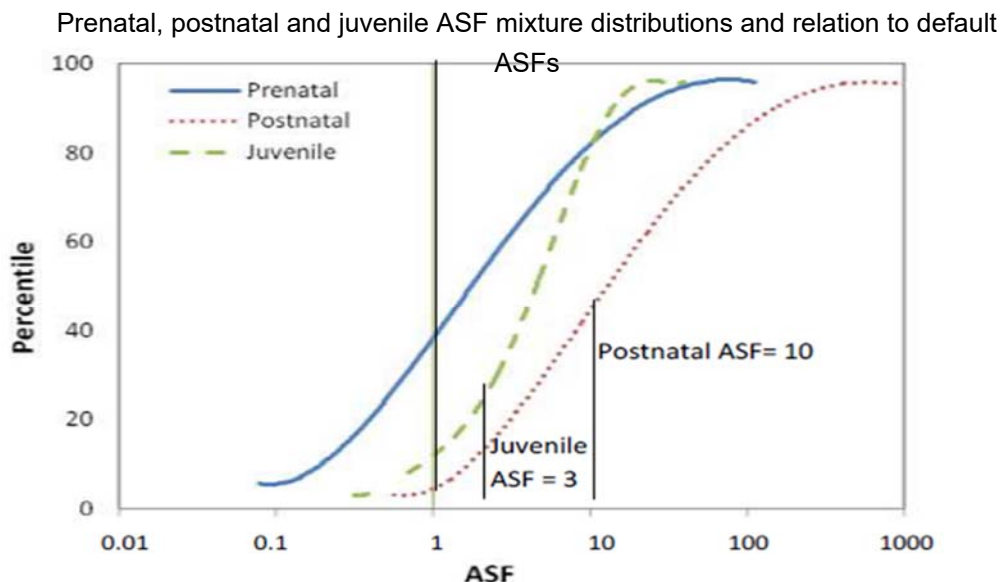 Prenatal, postnatal and juvenile ASF mixture distributions and relation to default
ASFs
100
80
60
40
20
0
Percentile
Prenatal
Postnatal
Juvenile
Postnatal ASF= 10
Juvenile
ASF = 3
0.01 0.1 1 10 100 1000
ASF